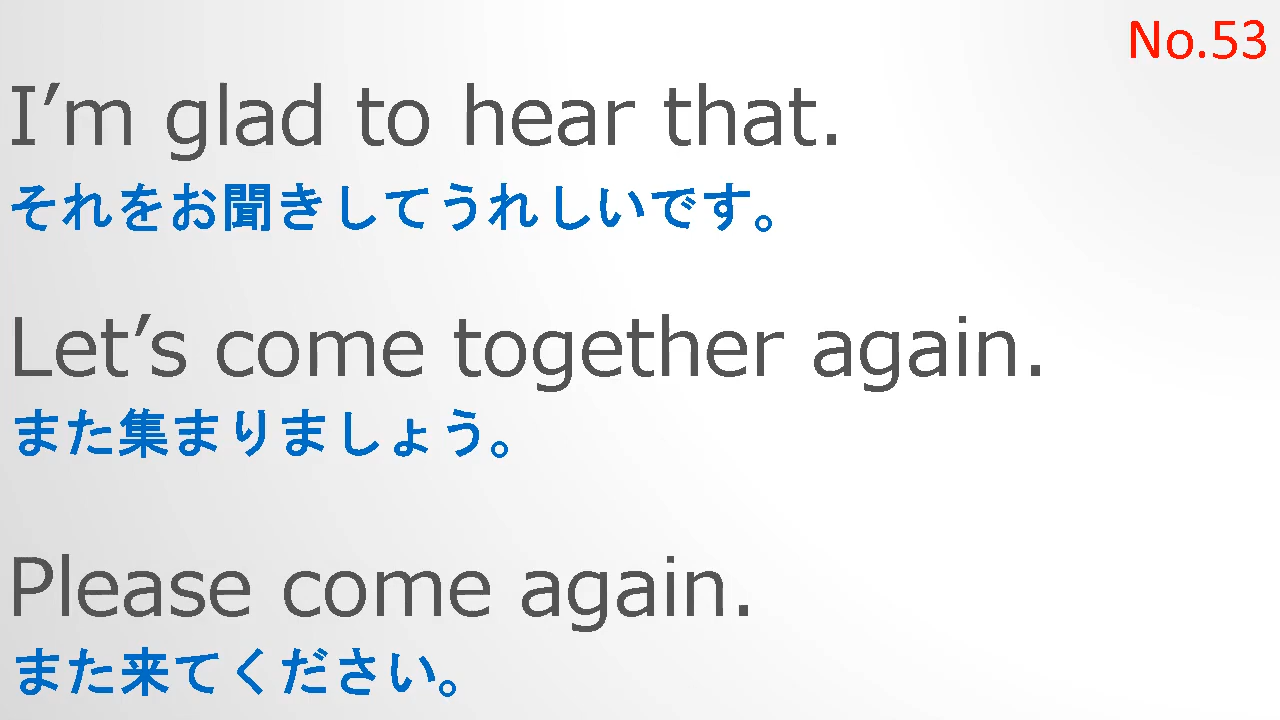 No.53
I’m glad to hear that.
それをお聞きしてうれしいです。
Let’s come together again.
また集まりましょう。
Please come again.
また来てください。